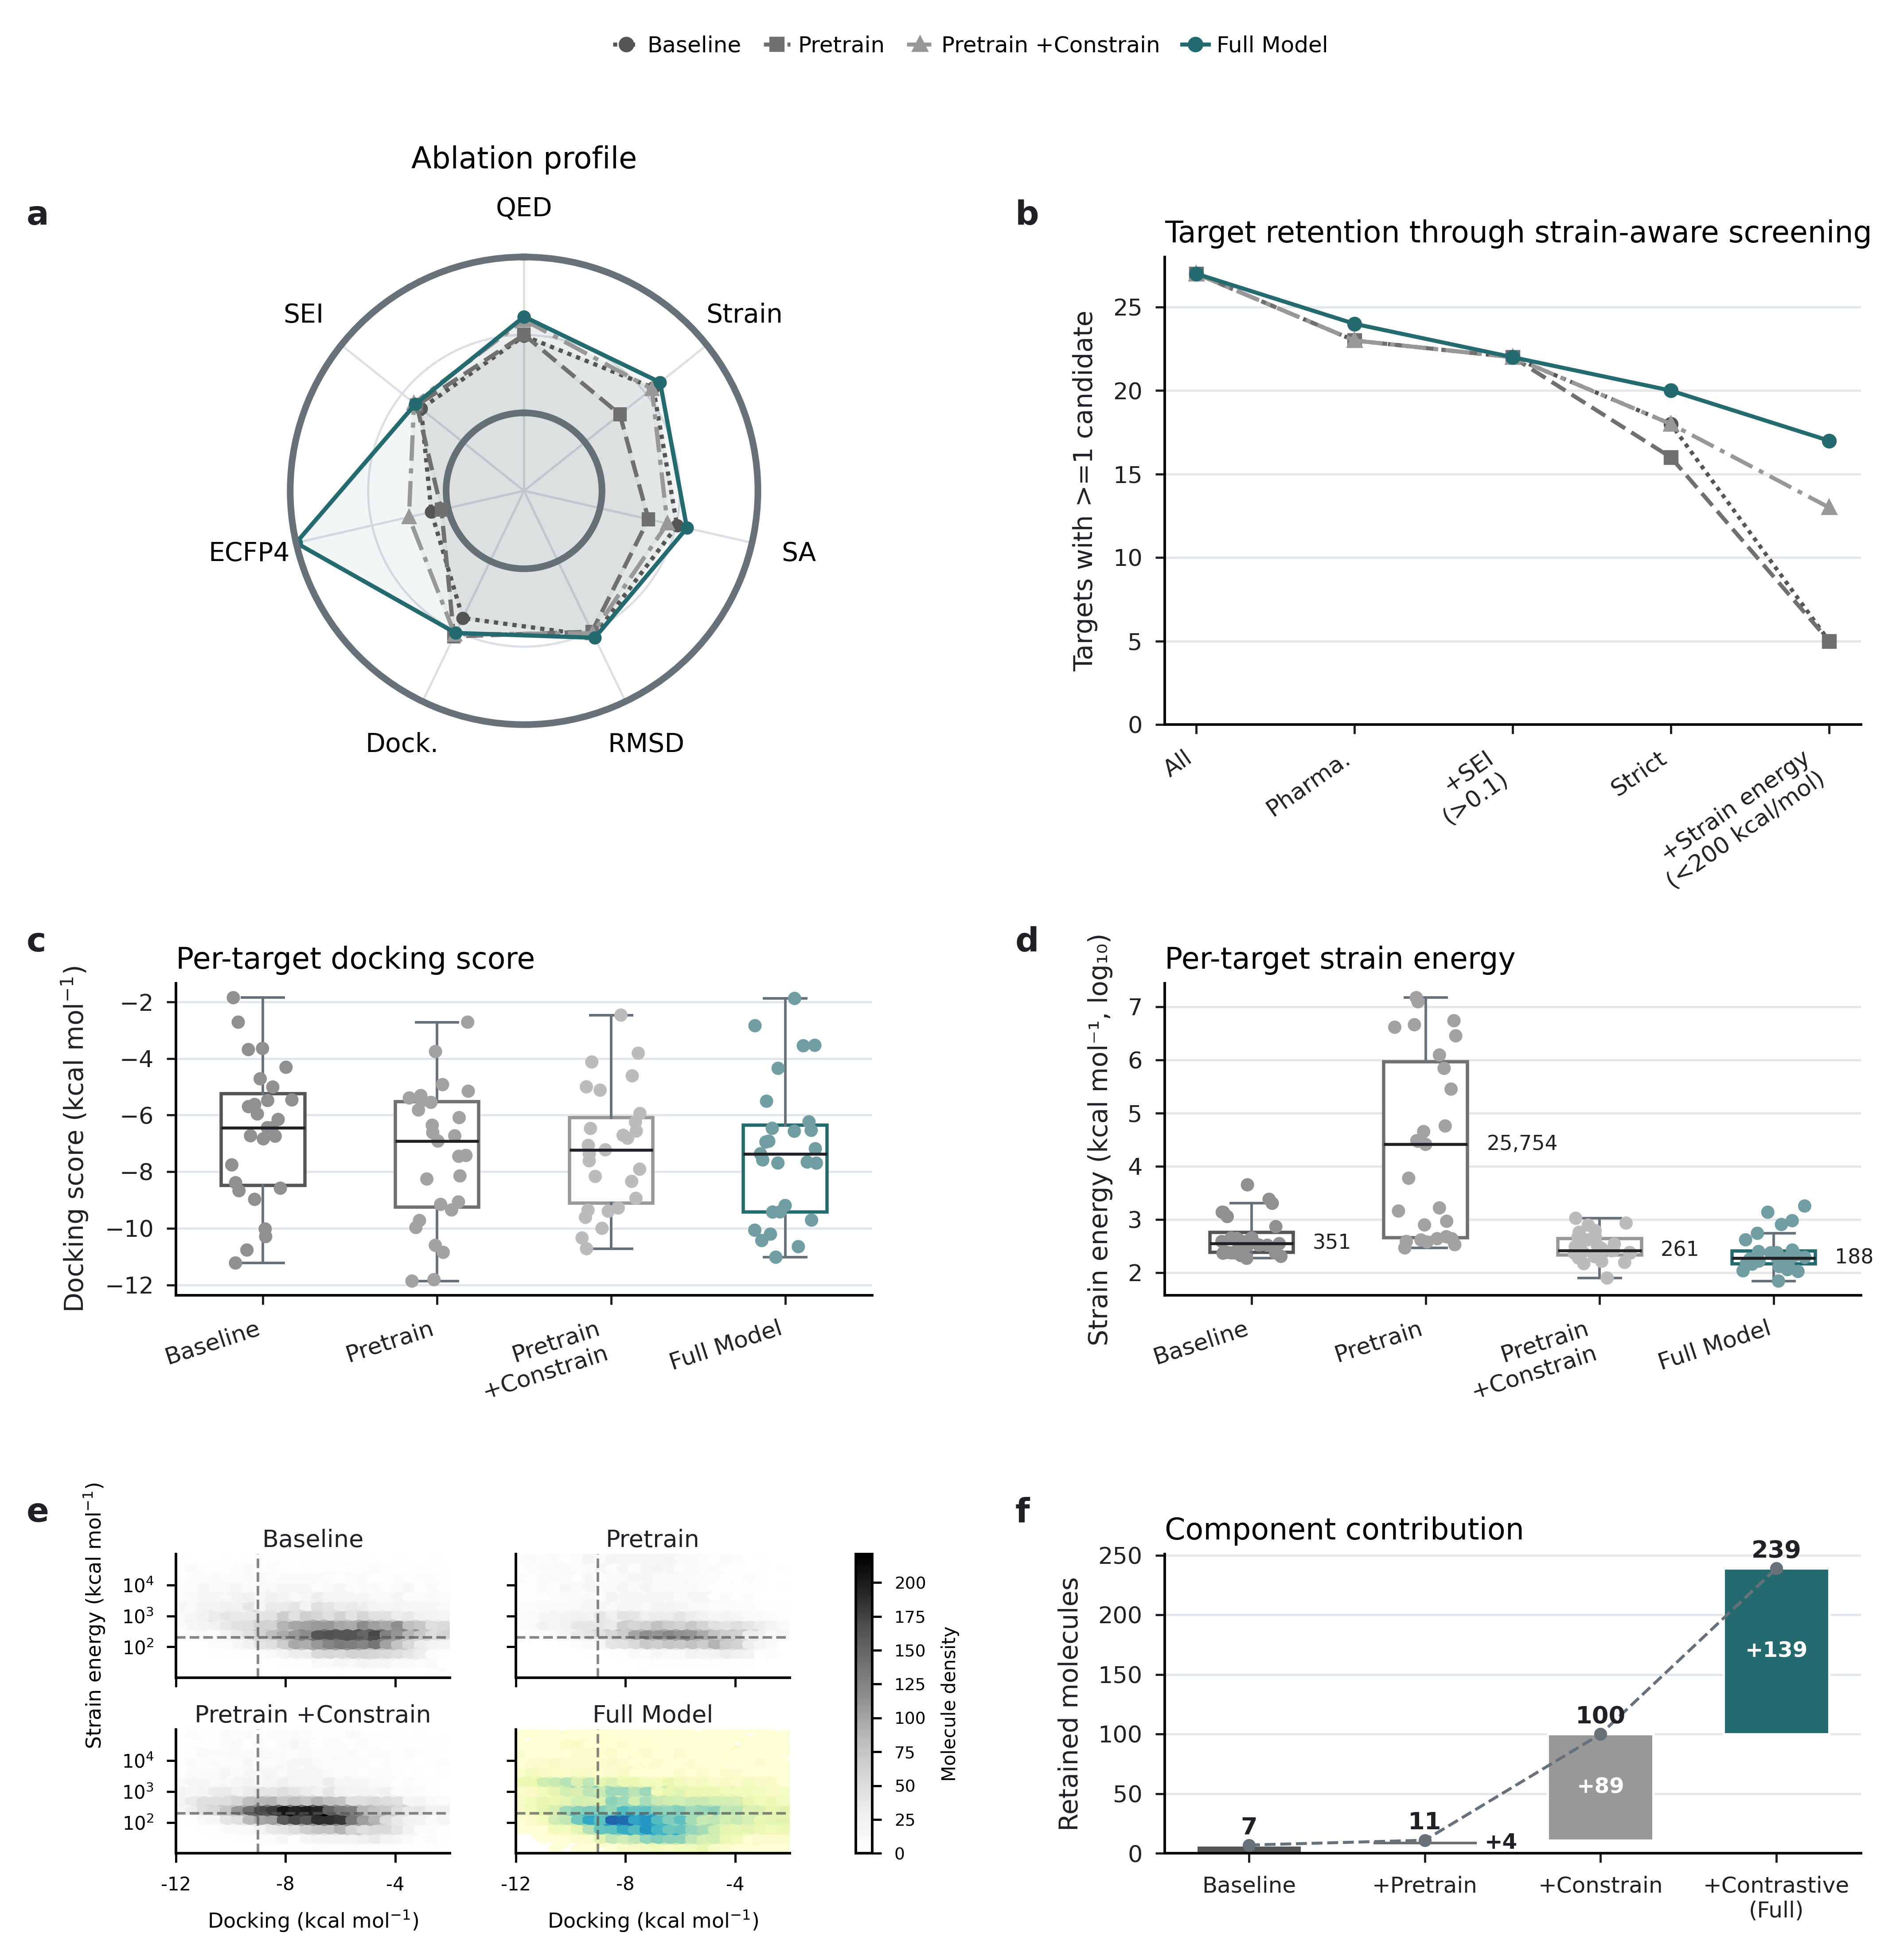 Baseline
Pretrain
Pretrain +Constrain
Full Model
a
Ablation profile
QED
Strain
SA
RMSD
Dock.
ECFP4
SEI
b
Target retention through strain-aware screening
Targets with >=1 candidate
25
20
15
10
5
0
All
Pharma.
+SEI
(>0.1)
Strict
+Strain energy
(<200 kcal/mol)
c
Per-target docking score
Docking score (kcal mol⁻¹)
−2
−4
−6
−8
−10
−12
Baseline
Pretrain
Pretrain
+Constrain
Full Model
d
Per-target strain energy
Strain energy (kcal mol⁻¹, log₁₀)
7
6
5
4
3
2
351
25,754
261
188
Baseline
Pretrain
Pretrain
+Constrain
Full Model
e
Strain energy (kcal mol⁻¹)
Baseline
10⁴
10³
10²
Pretrain
Pretrain +Constrain
10⁴
10³
10²
-12
-8
-4
Docking (kcal mol⁻¹)
Full Model
-12
-8
-4
Docking (kcal mol⁻¹)
200
175
150
125
100
75
50
25
0
Molecule density
f
Component contribution
Retained molecules
250
200
150
100
50
0
7
11
+4
100
+89
239
+139
Baseline
+Pretrain
+Constrain
+Contrastive
(Full)